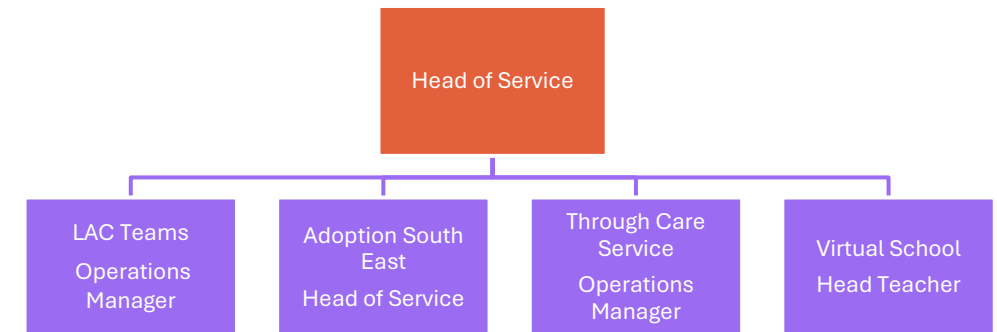 Head of Service
LAC Teams
Operations
Manager
Adoption South
East
Head of Service
Through Care
Service
Operations
Manager
Virtual School
Head Teacher